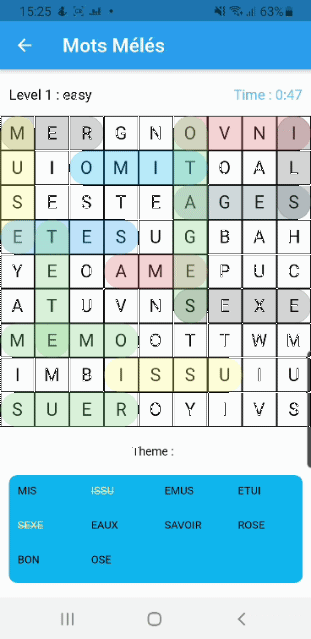 15:25 63%
Mots Mélés
Level 1 : easy Time : 0:47
M E R G N O V N I
U I O M I T O A L
S E S T E A G E S
E T E S U G B A H
Y E O A M E P U C
A T U V N S E X E
M E M O O T T W M
I M B I S S U I U
S U E R O Y I V S
Theme :
MIS ISSU EMUS ETUI
SEXE EAUX SAVOIR ROSE
BON OSE